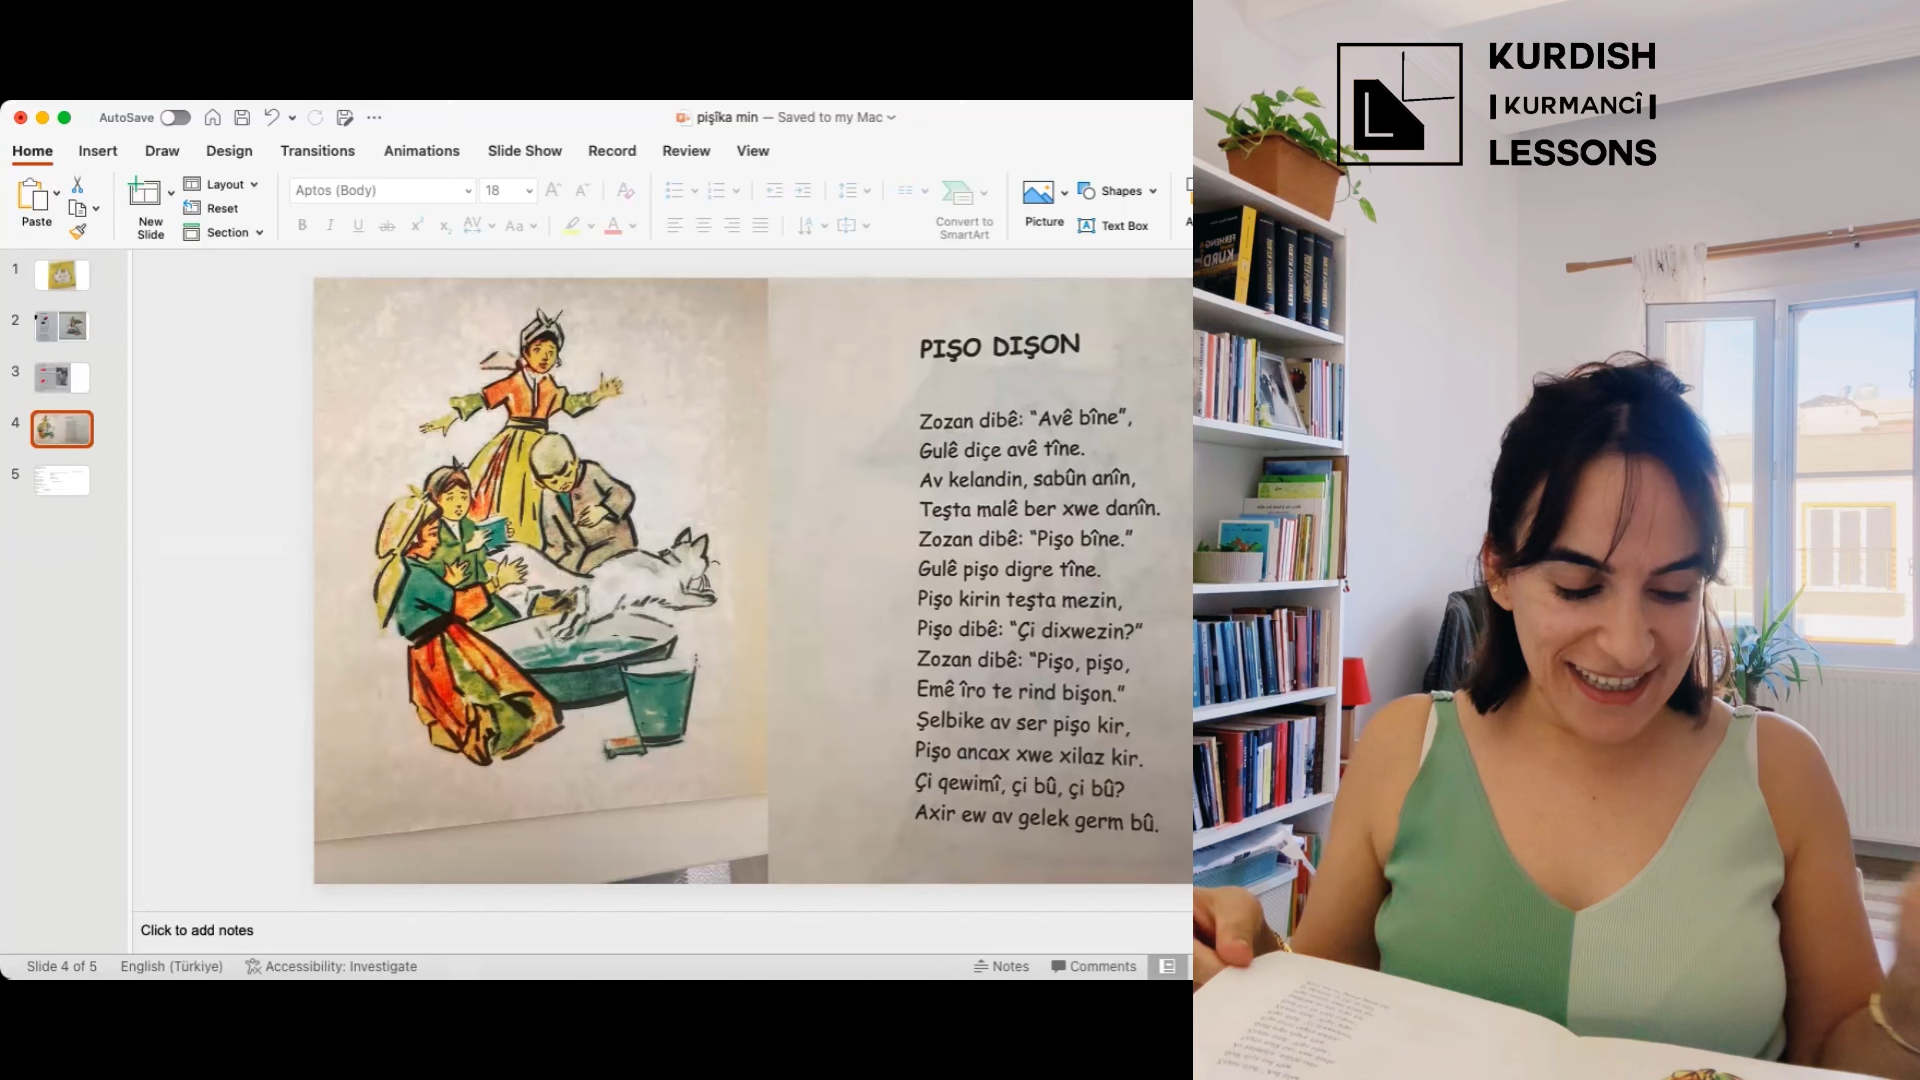 AutoSave
pişîka min — Saved to my Mac
Home Insert Draw Design Transitions Animations Slide Show Record Review View
Paste
New Slide
Layout
Reset
Section
Aptos (Body) 18
Convert to SmartArt
Picture
Shapes
Text Box
1
2
3
4
5
PIŞO DIŞON
Zozan dibê: “Avê bîne”,
Gulê diçe avê tîne.
Av kelandin, sabûn anîn,
Teşta malê ber xwe danîn.
Zozan dibê: “Pişo bîne.”
Gulê pişo digre tîne.
Pişo kirin teşta mezin,
Pişo dibê: “Çi dixwezin?”
Zozan dibê: “Pişo, pişo,
Emê îro te rind bişon.”
Şelbike av ser pişo kir,
Pişo ancax xwe xilaz kir.
Çi qewimî, çi bû, çi bû?
Axir ew av gelek germ bû.
Click to add notes
Slide 4 of 5 English (Türkiye) Accessibility: Investigate Notes Comments
KURDISH
| KURMANCÎ |
LESSONS